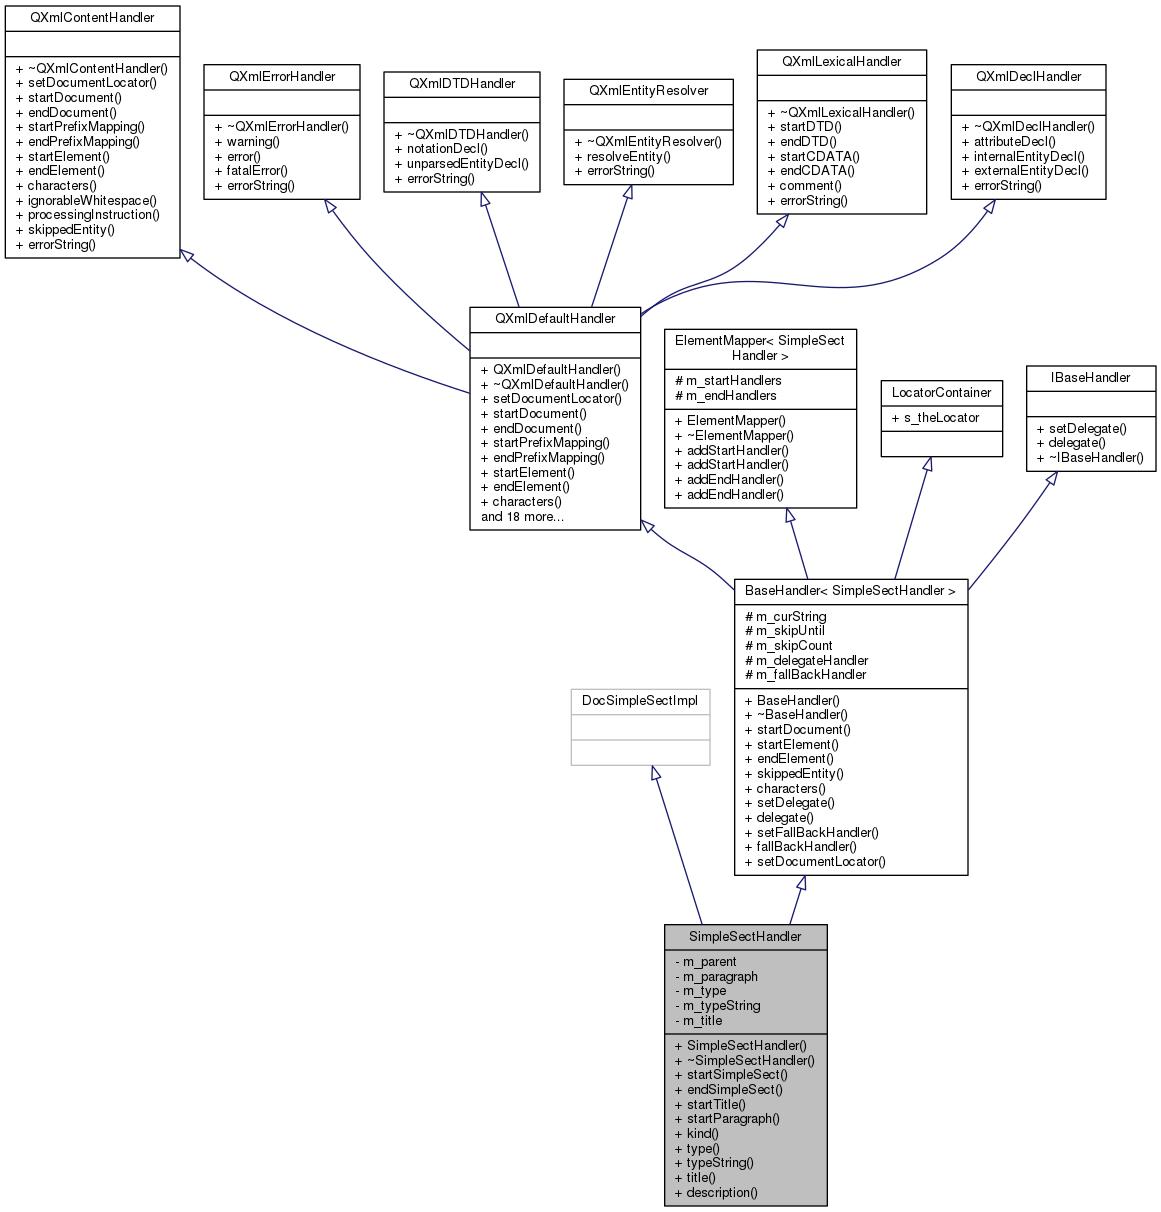 QXmlContentHandler
+ ~QXmlContentHandler()
+ setDocumentLocator()
+ startDocument()
+ endDocument()
+ startPrefixMapping()
+ endPrefixMapping()
+ startElement()
+ endElement()
+ characters()
+ ignorableWhitespace()
+ processingInstruction()
+ skippedEntity()
+ errorString()
QXmlErrorHandler
+ ~QXmlErrorHandler()
+ warning()
+ error()
+ fatalError()
+ errorString()
QXmlDTDHandler
+ ~QXmlDTDHandler()
+ notationDecl()
+ unparsedEntityDecl()
+ errorString()
QXmlEntityResolver
+ ~QXmlEntityResolver()
+ resolveEntity()
+ errorString()
QXmlLexicalHandler
+ ~QXmlLexicalHandler()
+ startDTD()
+ endDTD()
+ startCDATA()
+ endCDATA()
+ comment()
+ errorString()
QXmlDeclHandler
+ ~QXmlDeclHandler()
+ attributeDecl()
+ internalEntityDecl()
+ externalEntityDecl()
+ errorString()
QXmlDefaultHandler
+ QXmlDefaultHandler()
+ ~QXmlDefaultHandler()
+ setDocumentLocator()
+ startDocument()
+ endDocument()
+ startPrefixMapping()
+ endPrefixMapping()
+ startElement()
+ endElement()
+ characters()
and 18 more...
ElementMapper< SimpleSect
Handler >
# m_startHandlers
# m_endHandlers
+ ElementMapper()
+ ~ElementMapper()
+ addStartHandler()
+ addStartHandler()
+ addEndHandler()
+ addEndHandler()
LocatorContainer
+ s_theLocator
IBaseHandler
+ setDelegate()
+ delegate()
+ ~IBaseHandler()
BaseHandler< SimpleSectHandler >
# m_curString
# m_skipUntil
# m_skipCount
# m_delegateHandler
# m_fallBackHandler
+ BaseHandler()
+ ~BaseHandler()
+ startDocument()
+ startElement()
+ endElement()
+ skippedEntity()
+ characters()
+ setDelegate()
+ delegate()
+ setFallBackHandler()
+ fallBackHandler()
+ setDocumentLocator()
DocSimpleSectImpl
SimpleSectHandler
- m_parent
- m_paragraph
- m_type
- m_typeString
- m_title
+ SimpleSectHandler()
+ ~SimpleSectHandler()
+ startSimpleSect()
+ endSimpleSect()
+ startTitle()
+ startParagraph()
+ kind()
+ type()
+ typeString()
+ title()
+ description()